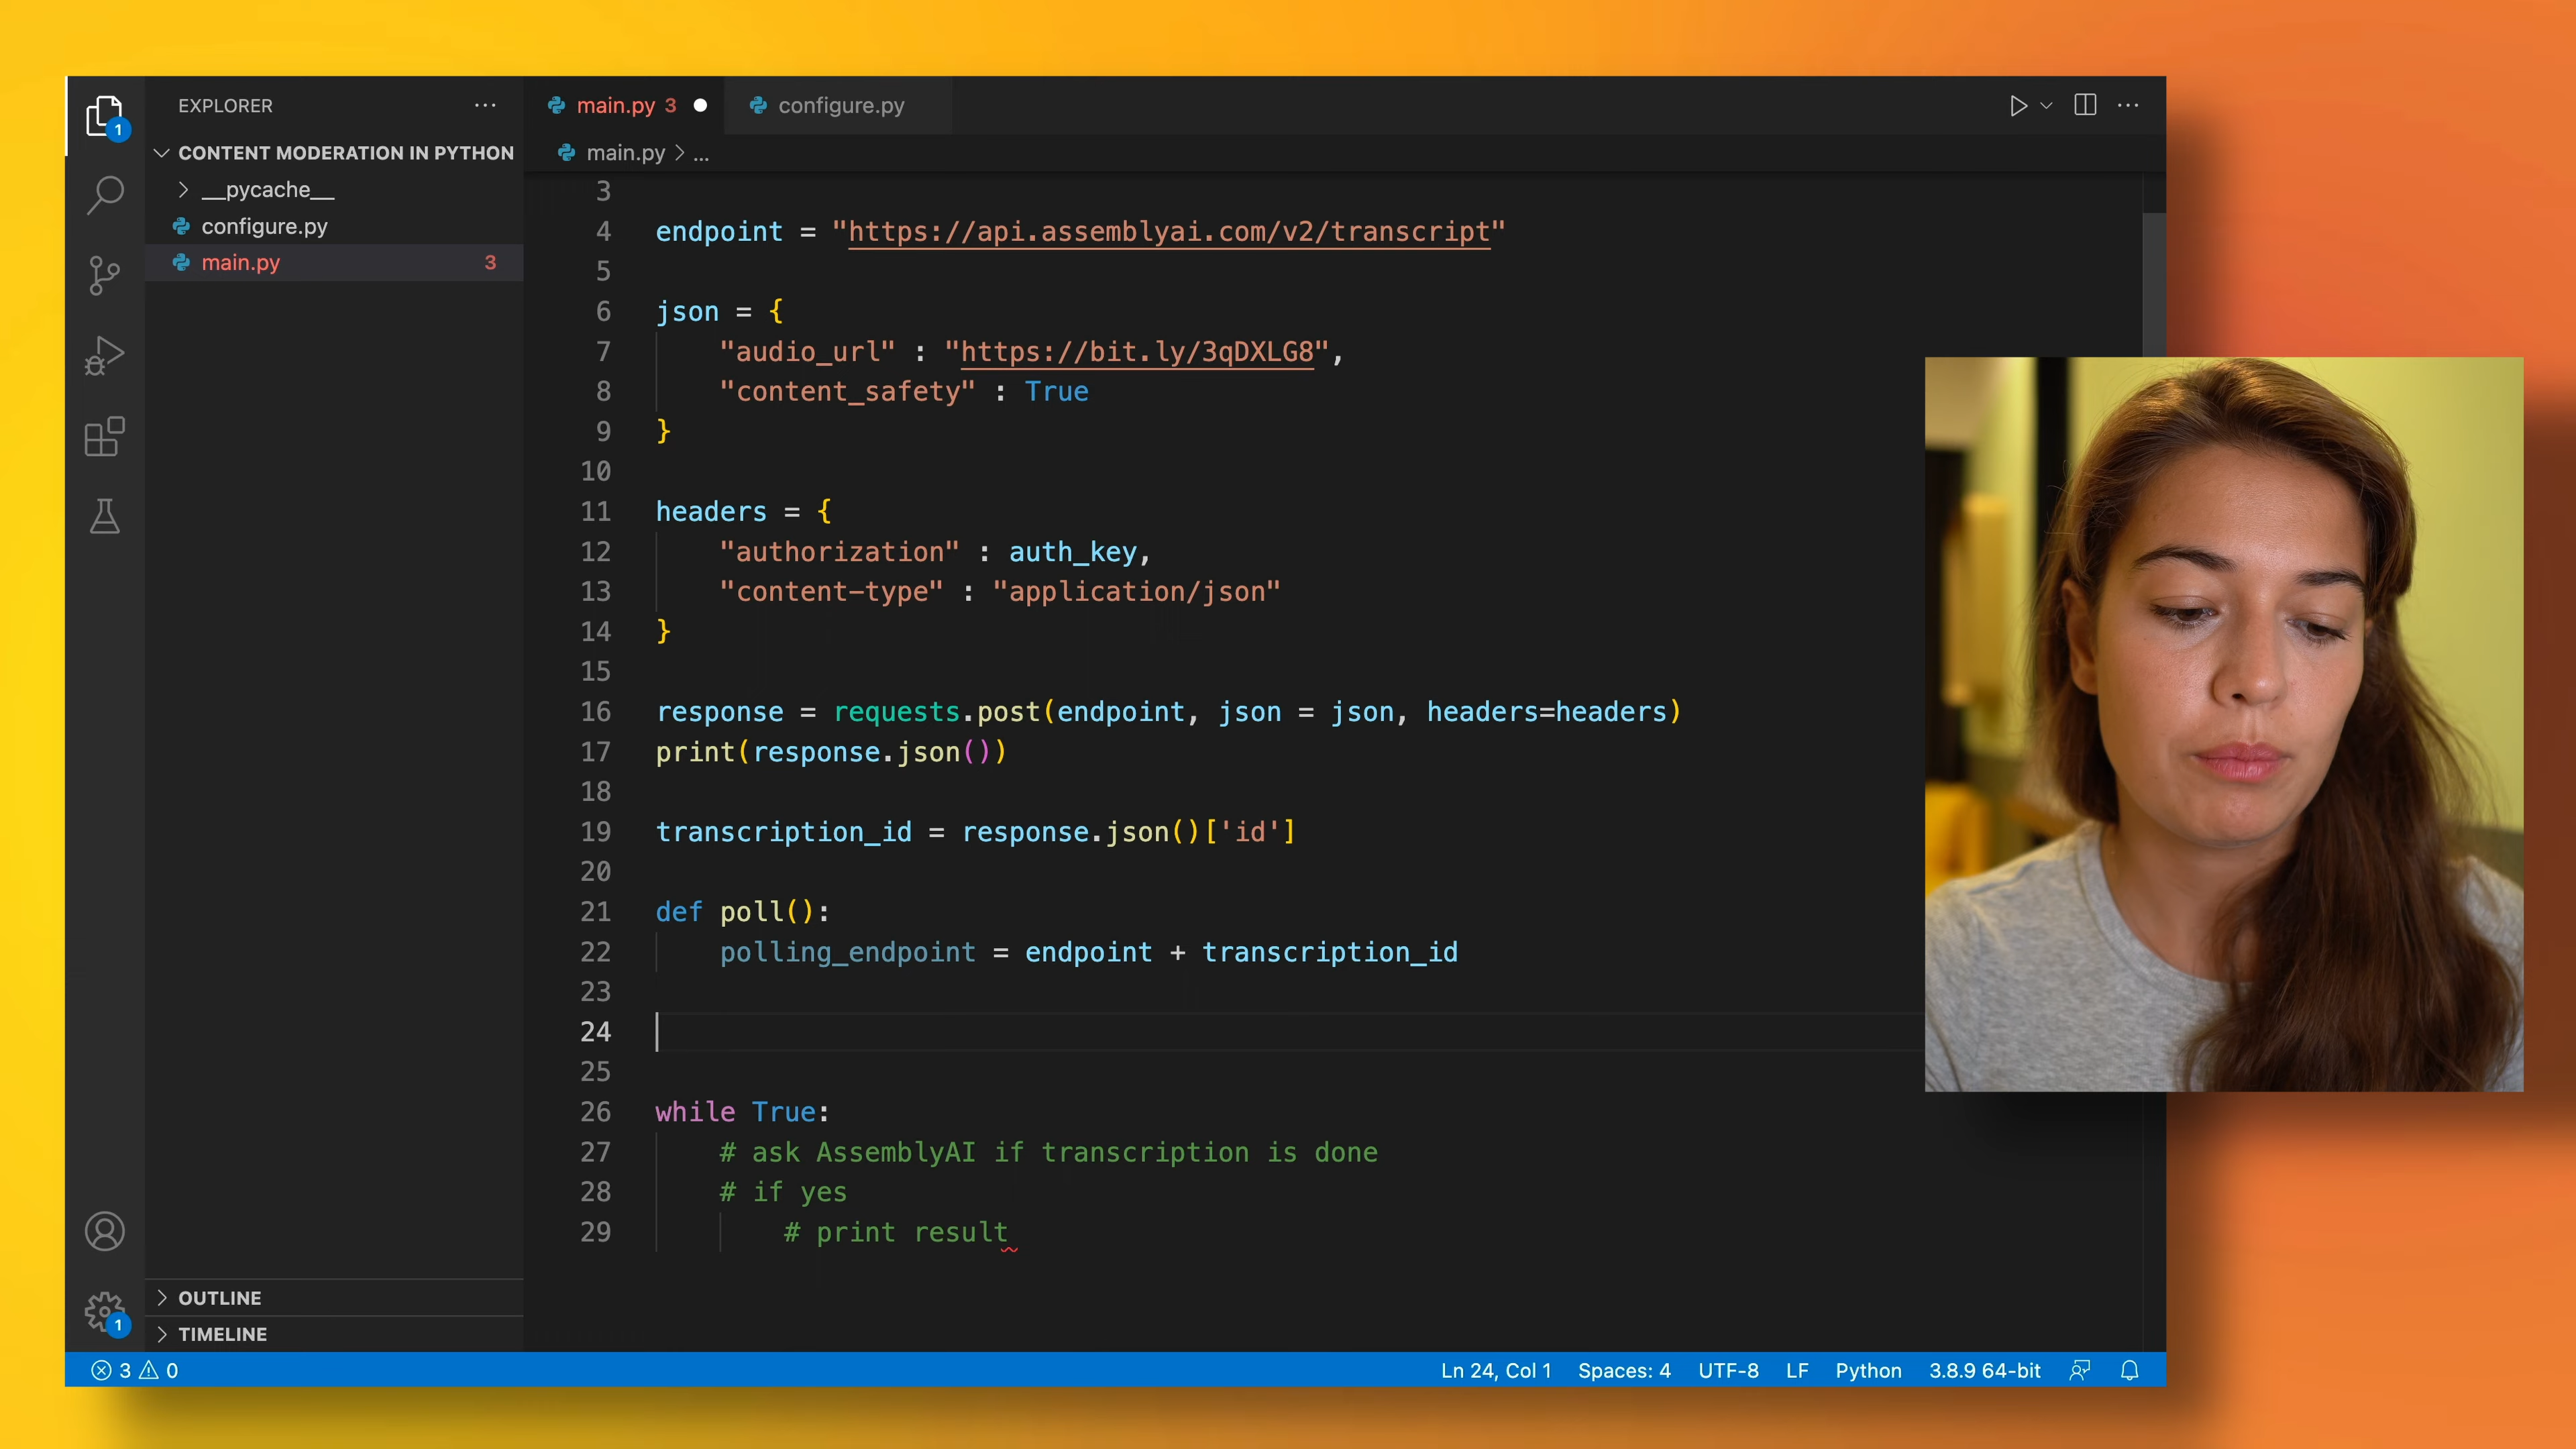 EXPLORER
main.py 3
configure.py
1
CONTENT MODERATION IN PYTHON
main.py > ...
__pycache__
configure.py
main.py 3
3
4 endpoint = "https://api.assemblyai.com/v2/transcript"
5
6 json = {
7 "audio_url" : "https://bit.ly/3qDXLG8",
8 "content_safety" : True
9 }
10
11 headers = {
12 "authorization" : auth_key,
13 "content-type" : "application/json"
14 }
15
16 response = requests.post(endpoint, json = json, headers=headers)
17 print(response.json())
18
19 transcription_id = response.json()['id']
20
21 def poll():
22 polling_endpoint = endpoint + transcription_id
23
24
25
26 while True:
27 # ask AssemblyAI if transcription is done
28 # if yes
29 # print result
OUTLINE
1
TIMELINE
3 0 Ln 24, Col 1 Spaces: 4 UTF-8 LF Python 3.8.9 64-bit